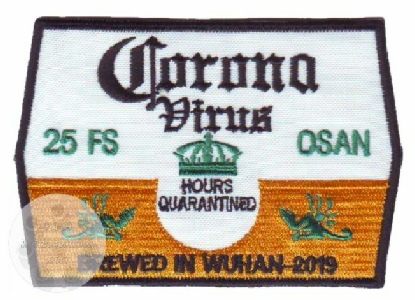 Corona
Virus
25 FS OSAN
HOURS
QUARANTINED
BREWED IN WUHAN-2019